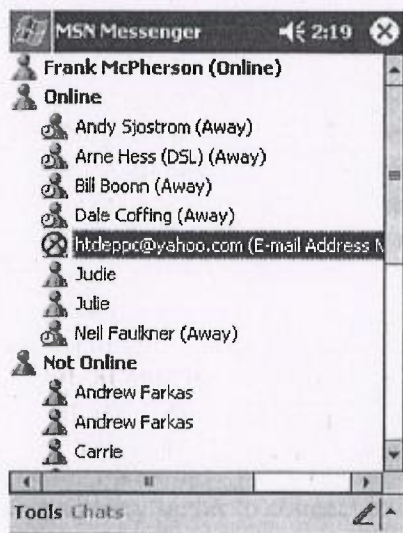 MSN Messenger 2:19
Frank McPherson (Online)
Online
Andy Sjostrom (Away)
Arne Hess (DSL) (Away)
Bill Boonn (Away)
Dale Coffing (Away)
htdeppc@yahoo.com (E-mail Address N
Judie
Julie
Neil Faulkner (Away)
Not Online
Andrew Farkas
Andrew Farkas
Carrie
Tools Chats